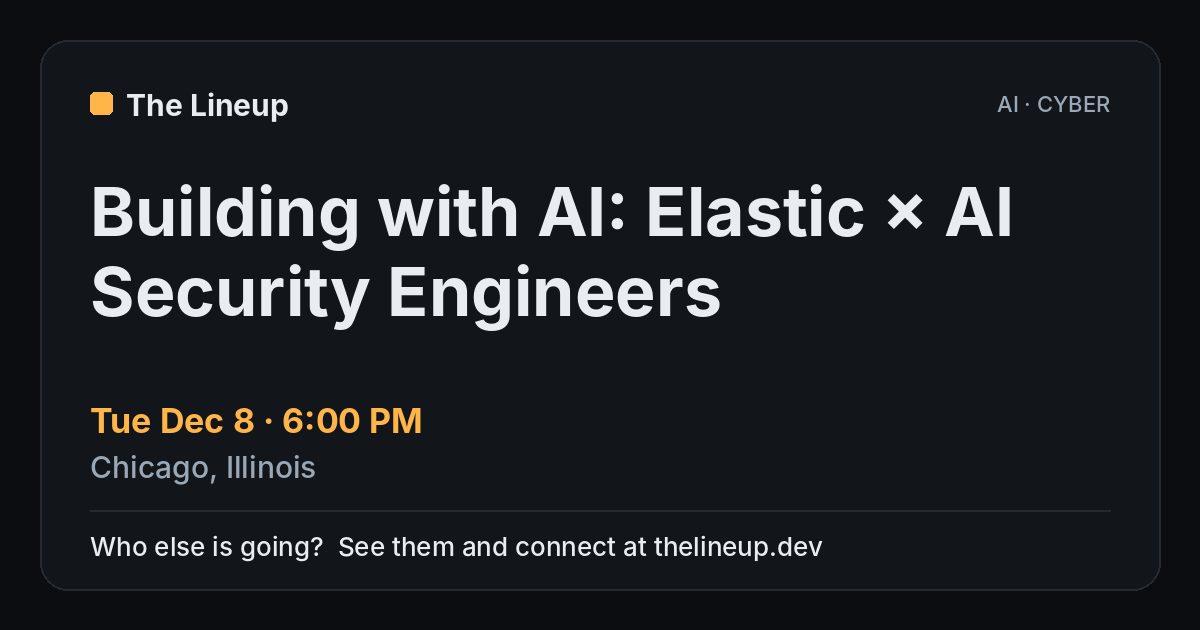 The Lineup
AI · CYBER
Building with AI: Elastic × AI
Security Engineers
Tue Dec 8 · 6:00 PM
Chicago, Illinois
Who else is going? See them and connect at thelineup.dev